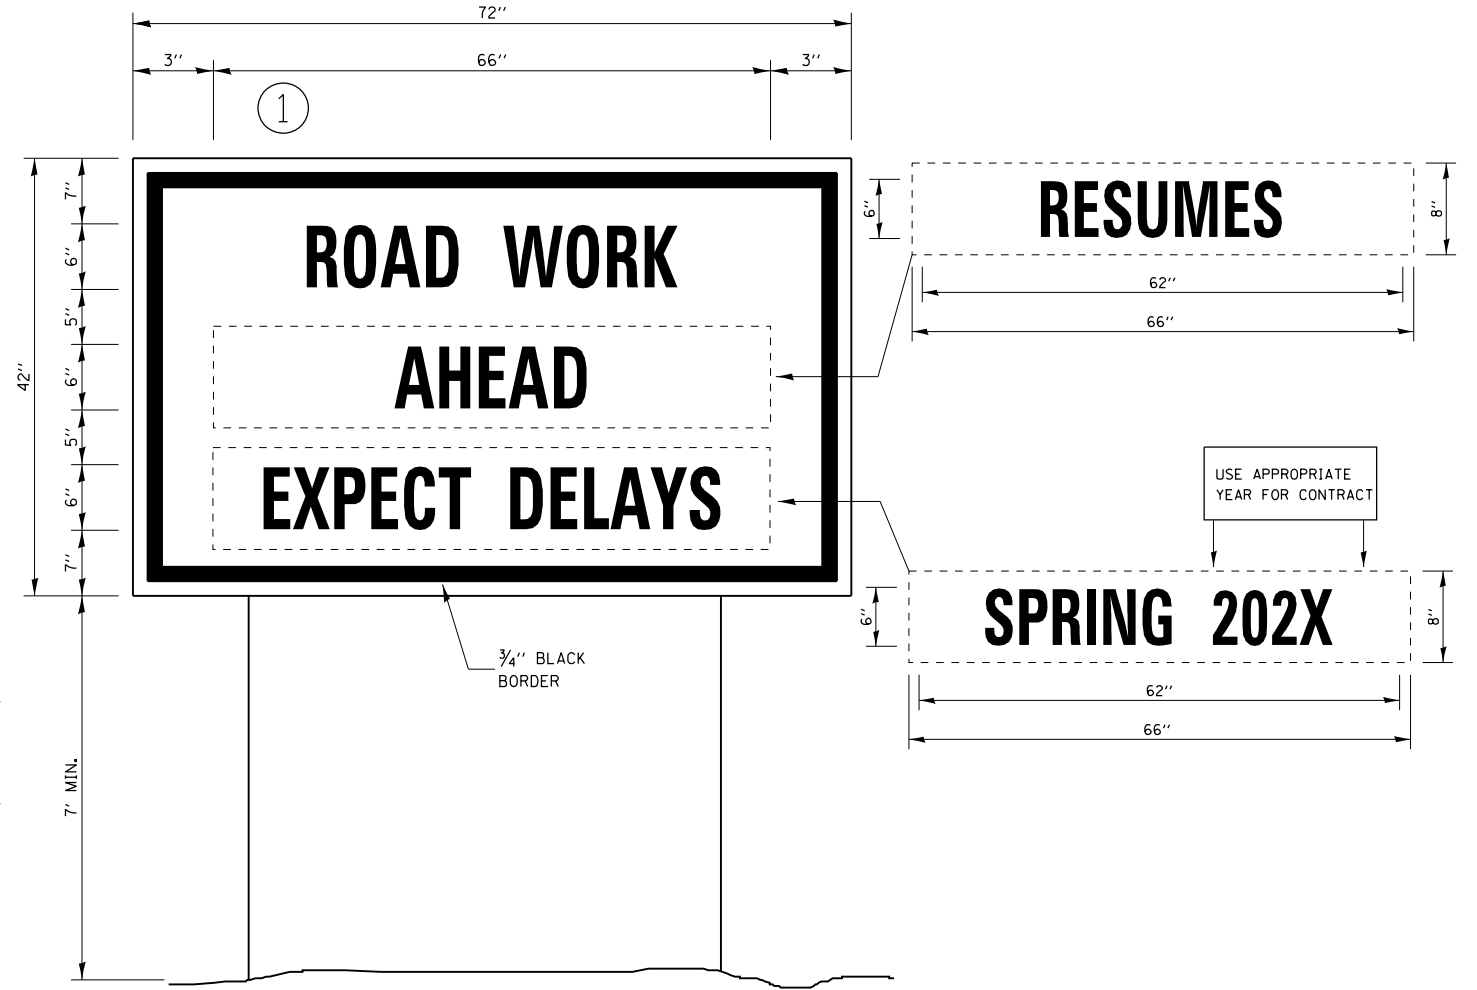 72''
3'' 66'' 3''
1
7''
6''
5''
6''
5''
6''
7''
42''
7' MIN.
ROAD WORK
AHEAD
EXPECT DELAYS
3/4'' BLACK
BORDER
6''
RESUMES
8''
62''
66''
USE APPROPRIATE
YEAR FOR CONTRACT
6''
SPRING 202X
8''
62''
66''